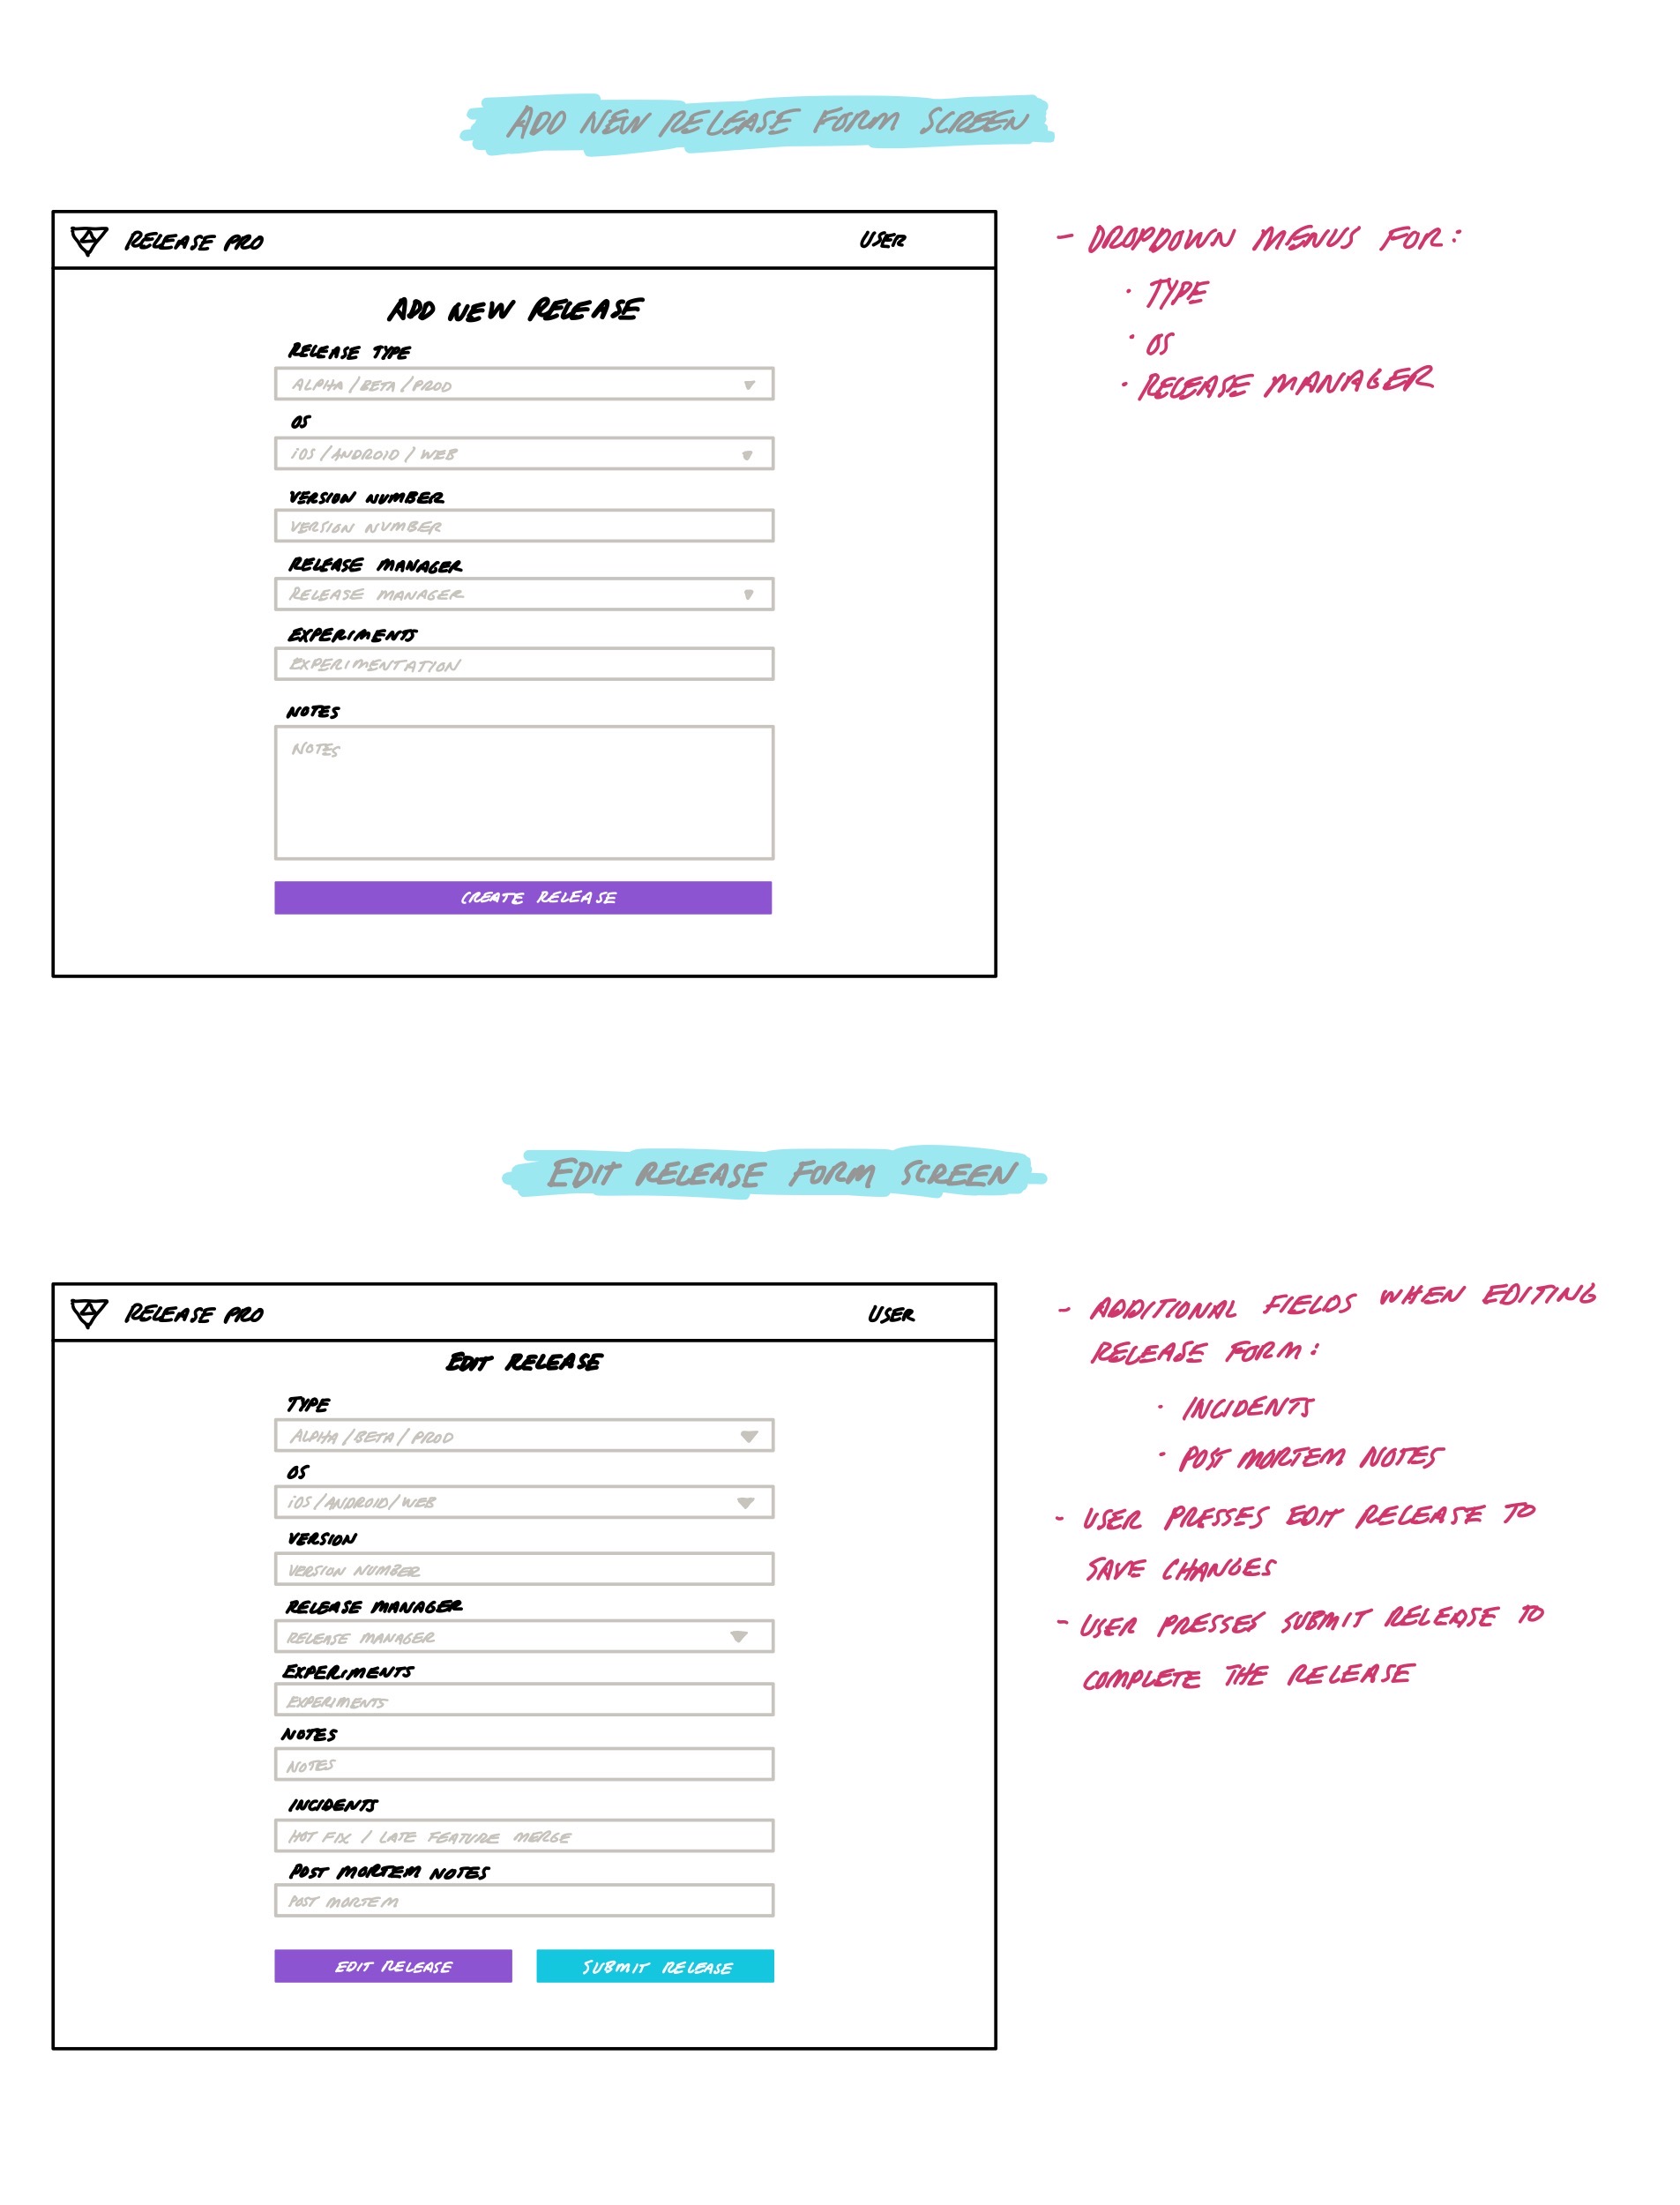 ADD NEW RELEASE FORM SCREEN
RELEASE PRO
USER
ADD NEW RELEASE
RELEASE TYPE
ALPHA / BETA / PROD
OS
iOS / ANDROID / WEB
VERSION NUMBER
VERSION NUMBER
RELEASE MANAGER
RELEASE MANAGER
EXPERIMENTS
EXPERIMENTATION
NOTES
NOTES
CREATE RELEASE
- DROPDOWN MENUS FOR:
· TYPE
· OS
· RELEASE MANAGER
EDIT RELEASE FORM SCREEN
RELEASE PRO
USER
EDIT RELEASE
TYPE
ALPHA / BETA / PROD
OS
iOS / ANDROID / WEB
VERSION
VERSION NUMBER
RELEASE MANAGER
RELEASE MANAGER
EXPERIMENTS
EXPERIMENTS
NOTES
NOTES
INCIDENTS
HOT FIX / LATE FEATURE MERGE
POST MORTEM NOTES
POST MORTEM
EDIT RELEASE
SUBMIT RELEASE
- ADDITIONAL FIELDS WHEN EDITING
RELEASE FORM:
· INCIDENTS
· POST MORTEM NOTES
- USER PRESSES EDIT RELEASE TO
SAVE CHANGES
- USER PRESSES SUBMIT RELEASE TO
COMPLETE THE RELEASE